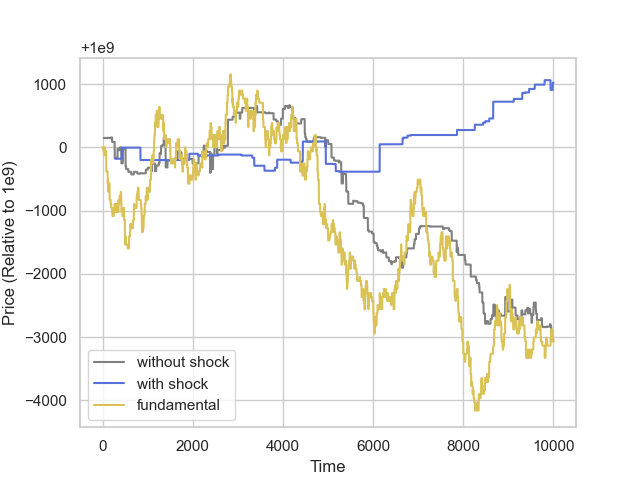 +1e9
1000
0
−1000
−2000
−3000
−4000
Price (Relative to 1e9)
without shock
with shock
fundamental
0
2000
4000
6000
8000
10000
Time